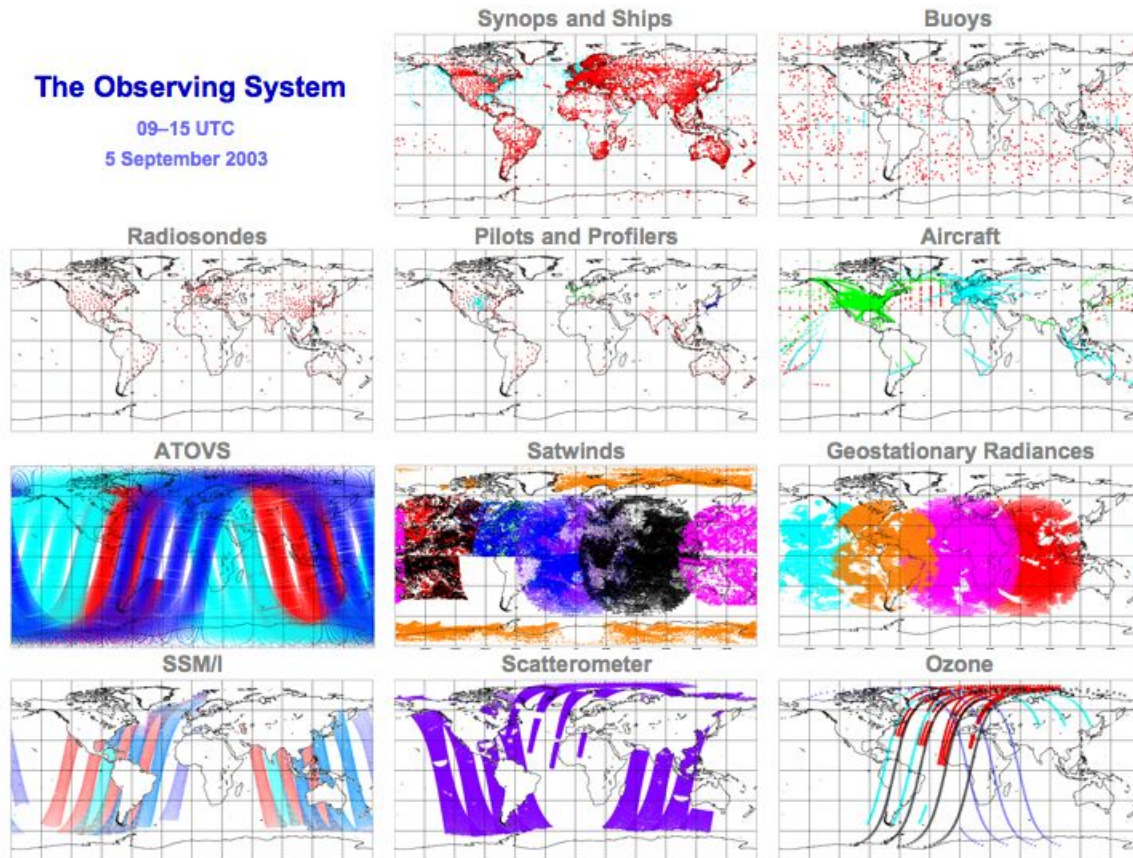 Synops and Ships
Buoys
The Observing System
09–15 UTC
5 September 2003
Radiosondes
Pilots and Profilers
Aircraft
ATOVS
Satwinds
Geostationary Radiances
SSM/I
Scatterometer
Ozone